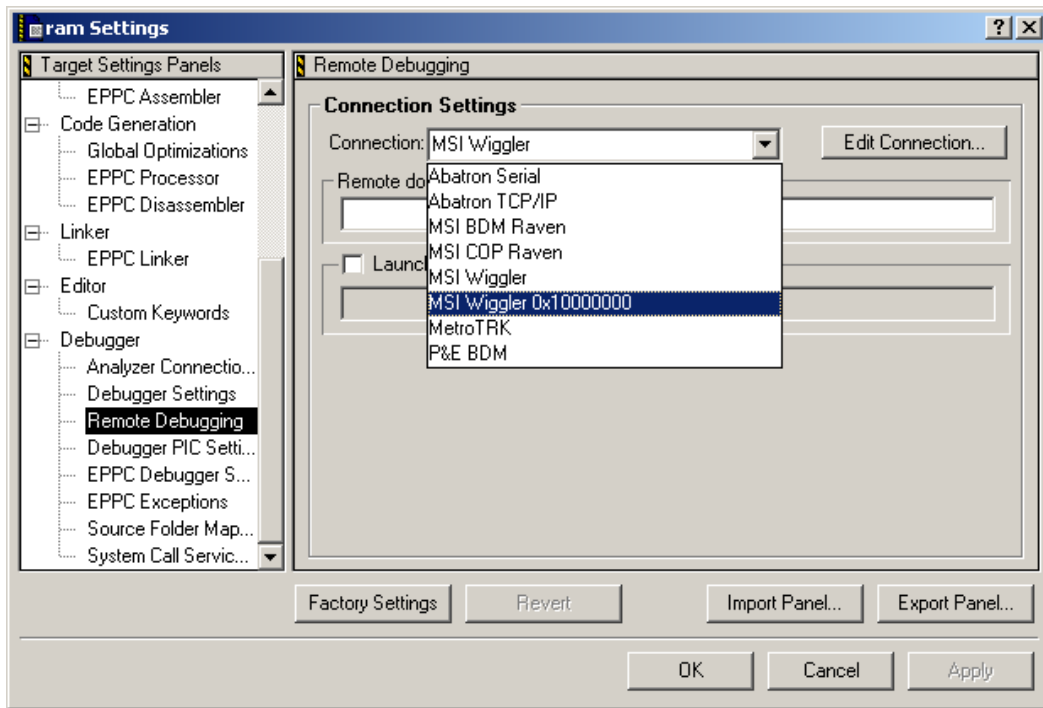 ram Settings
Target Settings Panels
EPPC Assembler
Code Generation
Global Optimizations
EPPC Processor
EPPC Disassembler
Linker
EPPC Linker
Editor
Custom Keywords
Debugger
Analyzer Connectio...
Debugger Settings
Remote Debugging
Debugger PIC Setti...
EPPC Debugger S...
EPPC Exceptions
Source Folder Map...
System Call Servic...
Remote Debugging
Connection Settings
Connection: MSI Wiggler
Edit Connection...
Remote do
Launc
Abatron Serial
Abatron TCP/IP
MSI BDM Raven
MSI COP Raven
MSI Wiggler
MSI Wiggler 0x10000000
MetroTRK
P&E BDM
Factory Settings
Revert
Import Panel...
Export Panel...
OK
Cancel
Apply